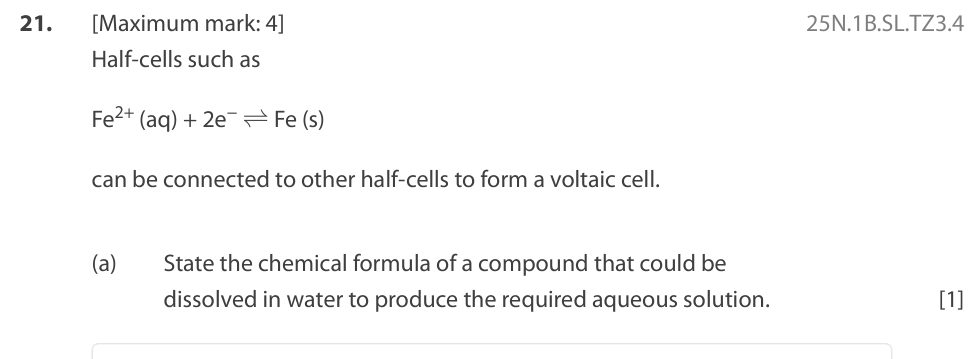 21. [Maximum mark: 4] 25N.1B.SL.TZ3.4
Half-cells such as
Fe²⁺ (aq) + 2e⁻ ⇌ Fe (s)
can be connected to other half-cells to form a voltaic cell.
(a) State the chemical formula of a compound that could be
dissolved in water to produce the required aqueous solution. [1]